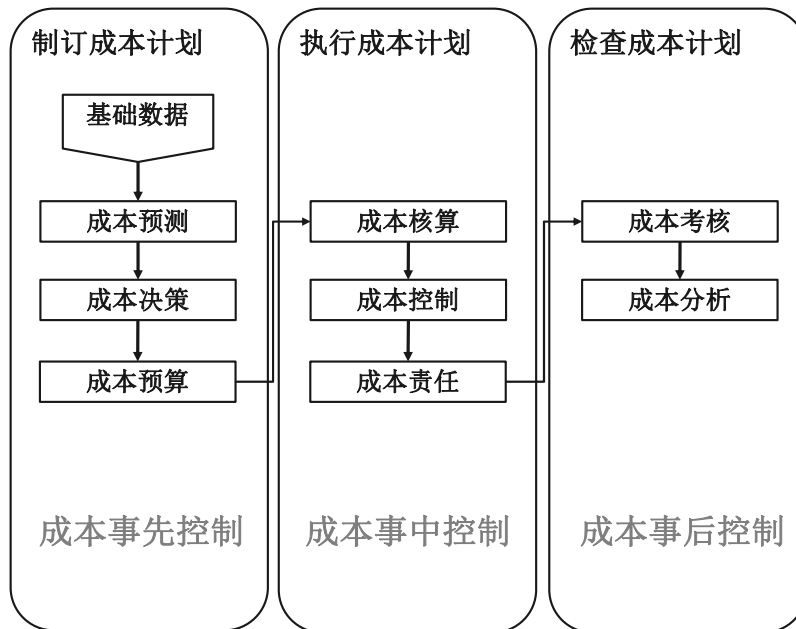 制订成本计划
基础数据
成本预测
成本决策
成本预算
成本事先控制
执行成本计划
成本核算
成本控制
成本责任
成本事中控制
检查成本计划
成本考核
成本分析
成本事后控制